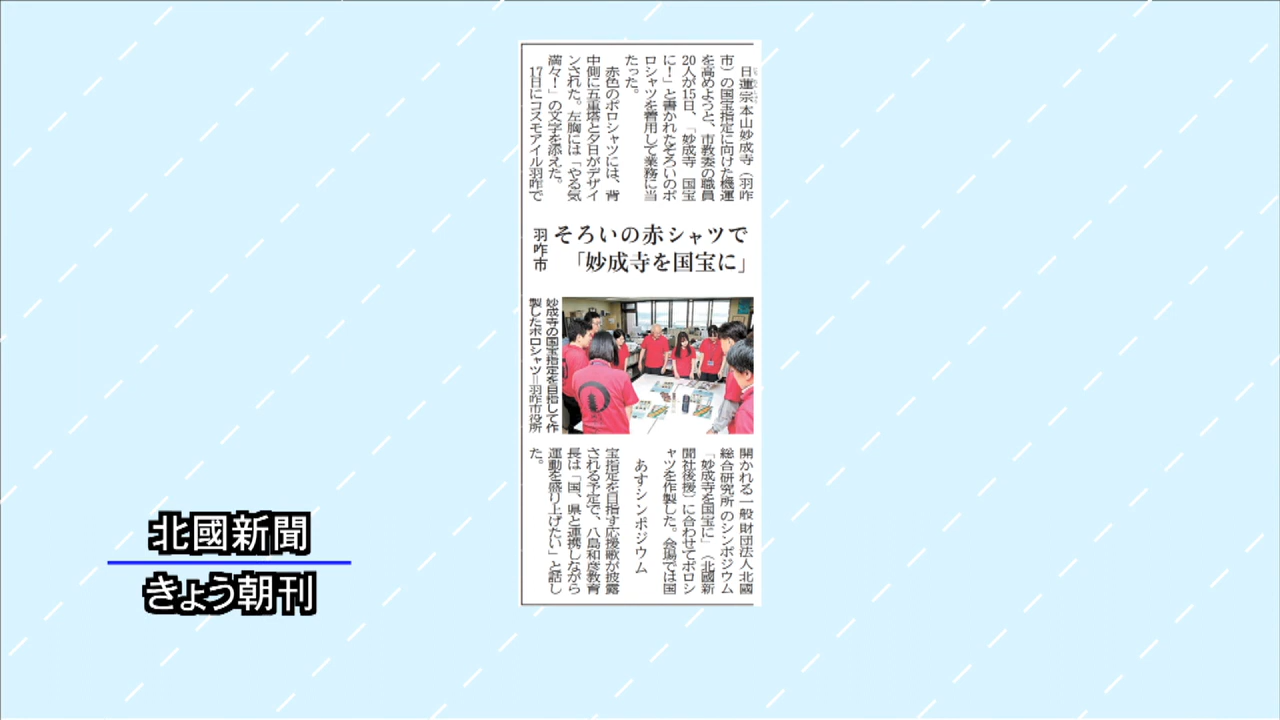 日蓮宗本山妙成寺(羽咋
市)の国宝指定に向けた機運
を高めようと、市教委の職員
20人が15日、「妙成寺 国宝
に!」と書かれたそろいのポ
ロシャツを着用して業務に当
たった。
赤色のポロシャツには、背
中側に五重塔と夕日がデザイ
ンされた。左胸には「やる気
満々!」の文字を添えた。
17日にコスモアイル羽咋で
そろいの赤シャツで
「妙成寺を国宝に」
羽咋市
妙成寺の国宝指定を目指して作
製したポロシャツ=羽咋市役所
開かれる一般財団法人北國
総合研究所のシンポジウム
「妙成寺を国宝に」(北國新
聞社後援)に合わせてポロシ
ャツを作製した。会場では国
あすシンポジウム
宝指定を目指す応援歌が披露
される予定で、八島和彦教育
長は「国、県と連携しながら
運動を盛り上げたい」と話し
た。
北國新聞
きょう朝刊